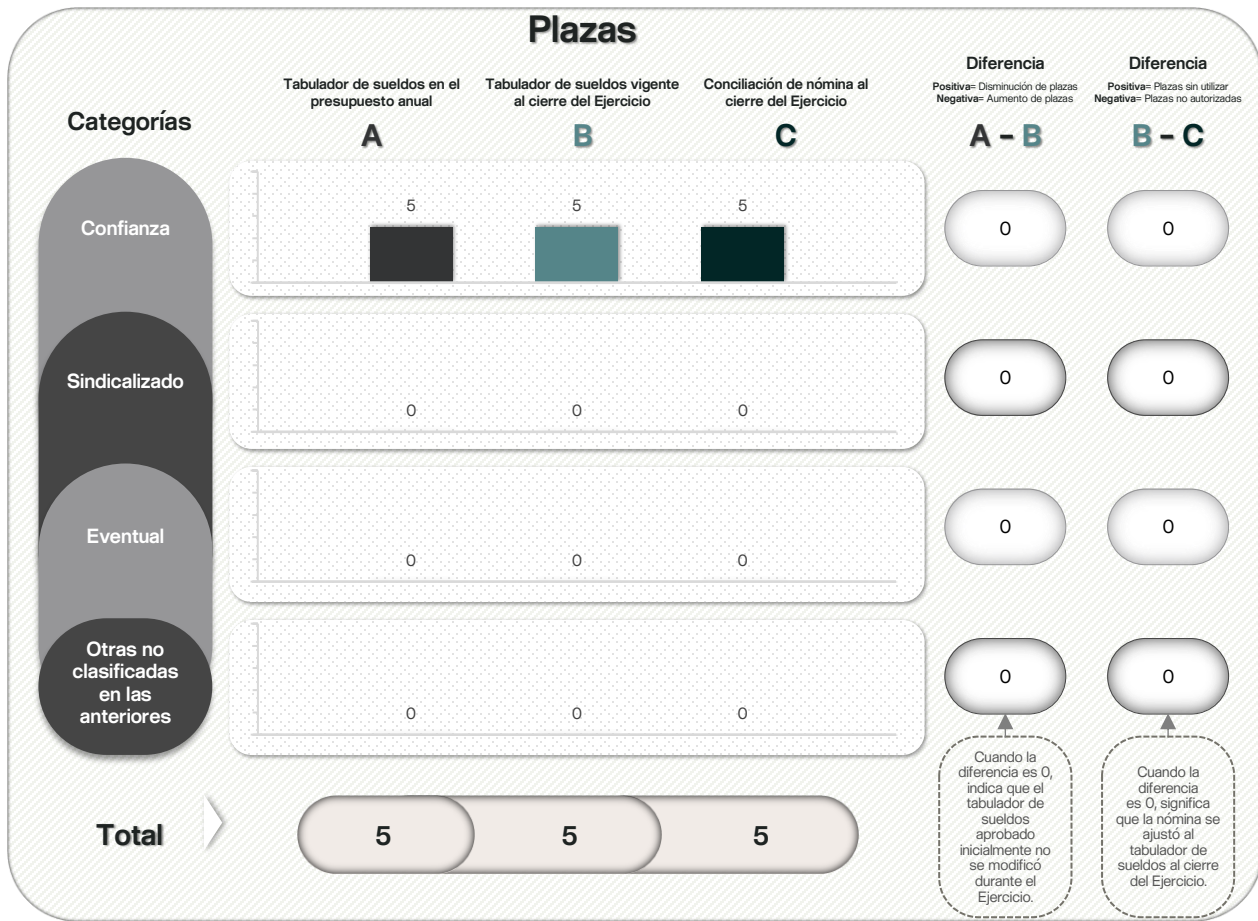 Plazas
Categorías
Tabulador de sueldos en el
presupuesto anual
A
Tabulador de sueldos vigente
al cierre del Ejercicio
B
Conciliación de nómina al
cierre del Ejercicio
C
Diferencia
Positiva= Disminución de plazas
Negativa= Aumento de plazas
A - B
Diferencia
Positiva= Plazas sin utilizar
Negativa= Plazas no autorizadas
B - C
Confianza
5
5
5
0
0
Sindicalizado
0
0
0
0
0
Eventual
0
0
0
0
0
Otras no
clasificadas
en las
anteriores
0
0
0
0
0
Total
5
5
5
Cuando la
diferencia es 0,
indica que el
tabulador de
sueldos
aprobado
inicialmente no
se modificó
durante el
Ejercicio.
Cuando la
diferencia
es 0, significa
que la nómina se
ajustó al
tabulador de
sueldos al cierre
del Ejercicio.